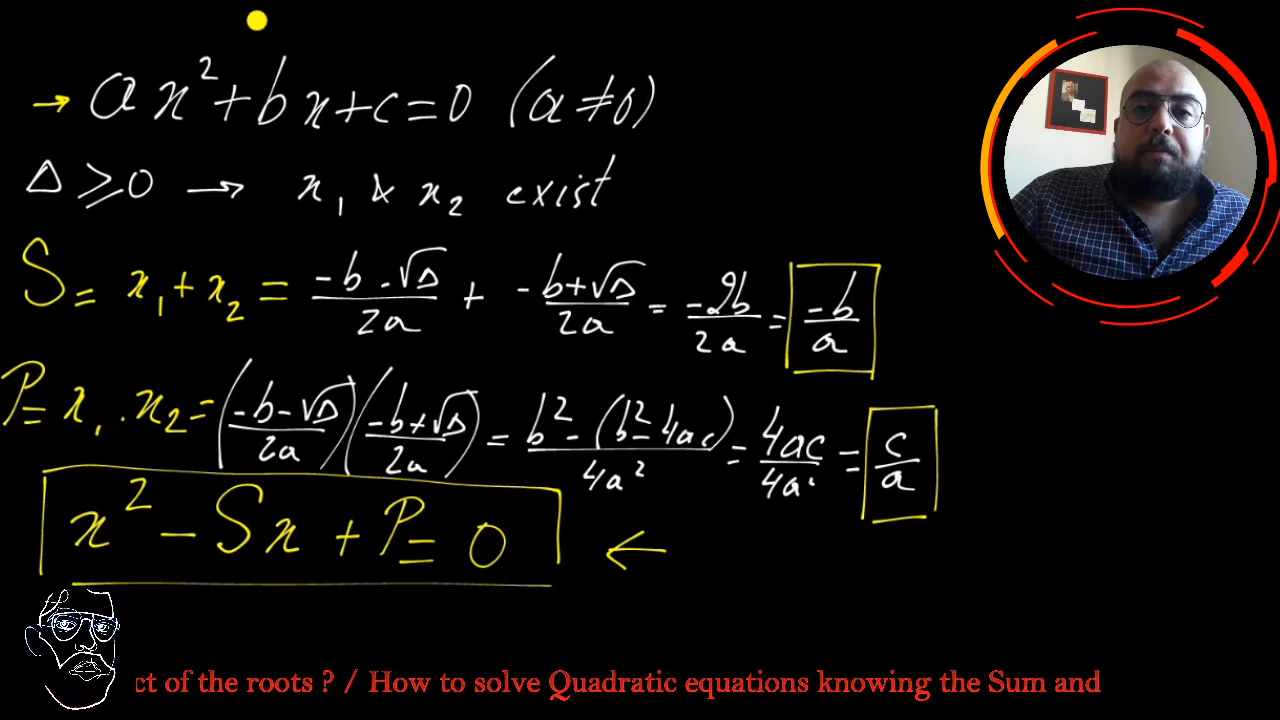 → ax²+bx+c=0 (a≠0)
Δ⩾0 → x₁ & x₂ exist
S= x₁+x₂ = (-b-√Δ)/2a + (-b+√Δ)/2a = -2b/2a = -b/a
P= x₁.x₂= ((-b-√Δ)/2a)((-b+√Δ)/2a) = (b²-(b²-4ac))/4a² = 4ac/4a² = c/a
x² - Sx + P = 0 ←
ct of the roots ? / How to solve Quadratic equations knowing the Sum and